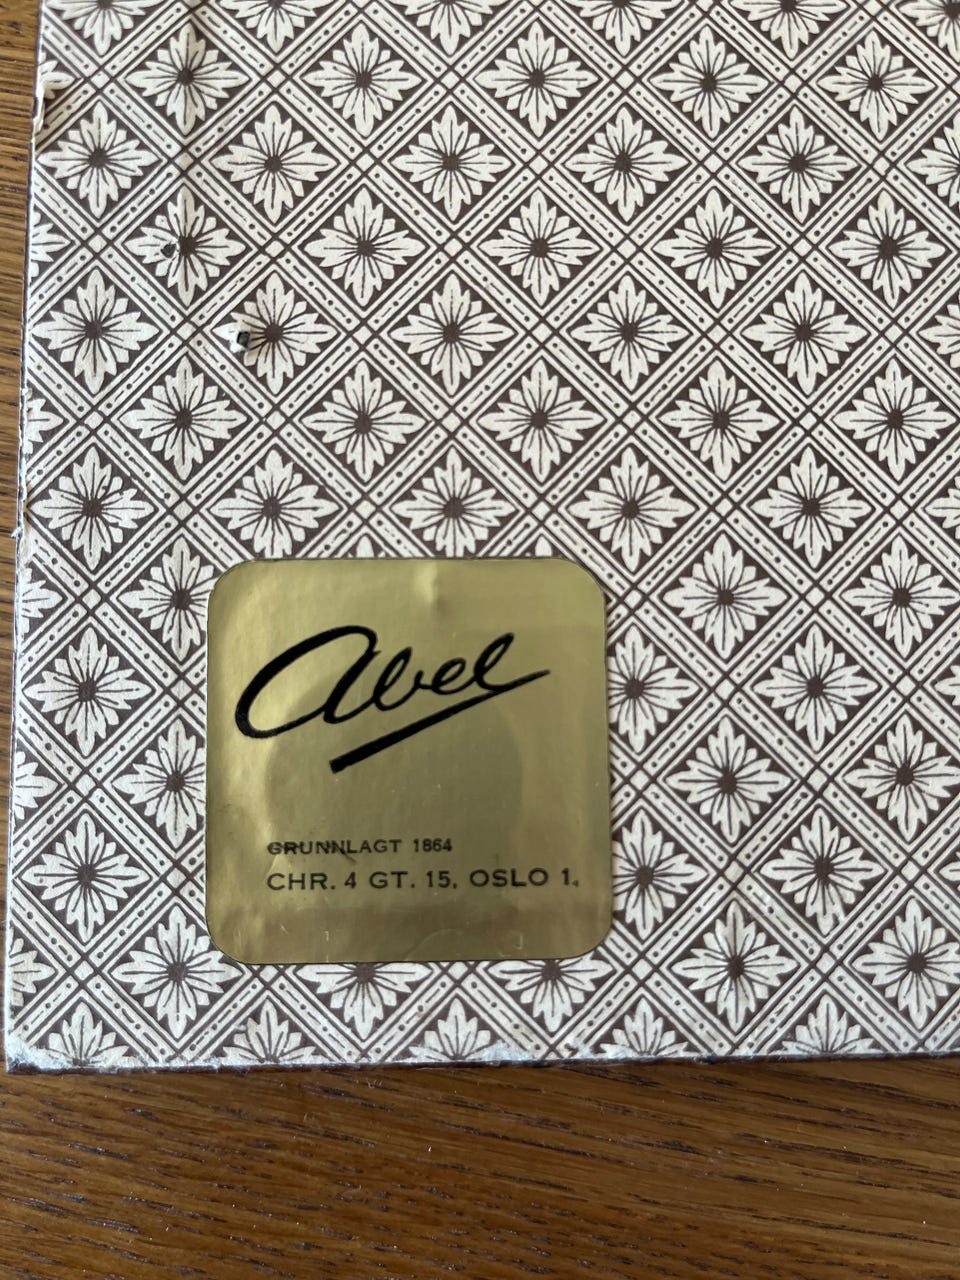 Abel
GRUNNLAGT 1864
CHR. 4 GT. 15, OSLO 1.